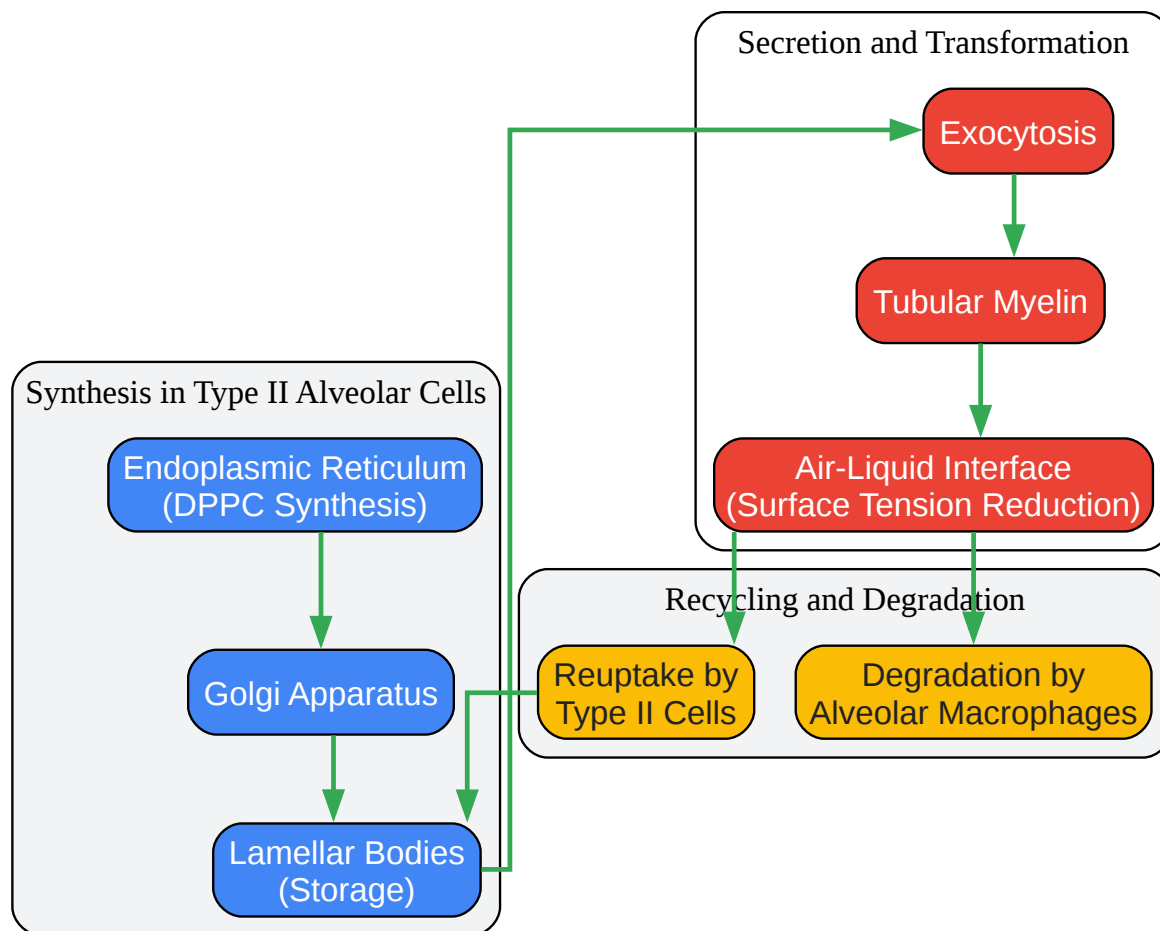 Secretion and Transformation
Exocytosis
Tubular Myelin
Air-Liquid Interface
(Surface Tension Reduction)
Synthesis in Type II Alveolar Cells
Endoplasmic Reticulum
(DPPC Synthesis)
Golgi Apparatus
Lamellar Bodies
(Storage)
Recycling and Degradation
Reuptake by
Type II Cells
Degradation by
Alveolar Macrophages